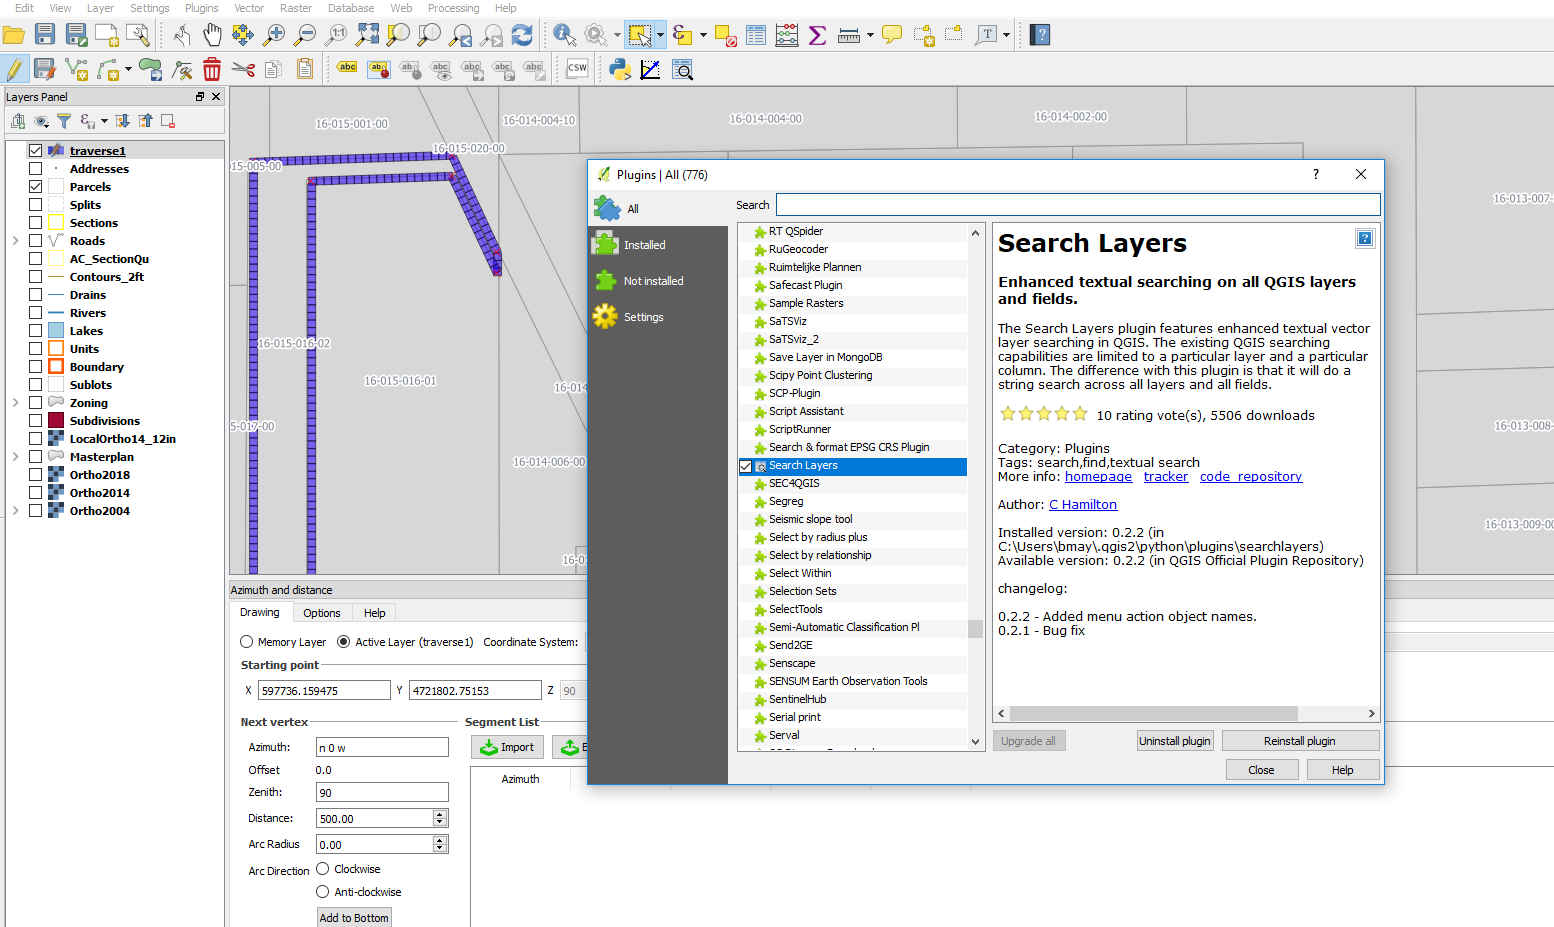 Edit View Layer Settings Plugins Vector Raster Database Web Processing Help
1:1
T
?
abc abc abc abc abc abc abc CSW
Layers Panel
traverse1
Addresses
Parcels
Splits
Sections
Roads
AC_SectionQu
Contours_2ft
Drains
Rivers
Lakes
Units
Boundary
Sublots
Zoning
Subdivisions
LocalOrtho14_12in
Masterplan
Ortho2018
Ortho2014
Ortho2004
16-015-001-00
16-014-004-10
16-014-004-00
16-014-002-00
16-015-020-00
015-005-00
16-013-007-
16-015-016-02
16-015-016-01
16-014
5-017-00
16-013-008-
16-014-006-00
16-013-009-00
16-01
Plugins | All (776)
?
All
Installed
Not installed
Settings
Search
RT QSpider
RuGeocoder
Ruimtelijke Plannen
Safecast Plugin
Sample Rasters
SaTSViz
SaTSviz_2
Save Layer in MongoDB
Scipy Point Clustering
SCP-Plugin
Script Assistant
ScriptRunner
Search & format EPSG CRS Plugin
Search Layers
SEC4QGIS
Segreg
Seismic slope tool
Select by radius plus
Select by relationship
Select Within
Selection Sets
SelectTools
Semi-Automatic Classification Pl
Send2GE
Senscape
SENSUM Earth Observation Tools
SentinelHub
Serial print
Serval
Search Layers
?
Enhanced textual searching on all QGIS layers
and fields.
The Search Layers plugin features enhanced textual vector
layer searching in QGIS. The existing QGIS searching
capabilities are limited to a particular layer and a particular
column. The difference with this plugin is that it will do a
string search across all layers and all fields.
10 rating vote(s), 5506 downloads
Category: Plugins
Tags: search,find,textual search
More info: homepage tracker code_repository
Author: C Hamilton
Installed version: 0.2.2 (in
C:\Users\bmay\.qgis2\python\plugins\searchlayers)
Available version: 0.2.2 (in QGIS Official Plugin Repository)
changelog:
0.2.2 - Added menu action object names.
0.2.1 - Bug fix
Upgrade all Uninstall plugin Reinstall plugin
Close Help
Azimuth and distance
Drawing Options Help
Memory Layer Active Layer (traverse1) Coordinate System:
Starting point
X 597736.159475 Y 4721802.75153 Z 90
Next vertex
Segment List
Azimuth: n 0 w
Import E
Offset 0.0
Azimuth
Zenith: 90
Distance: 500.00
Arc Radius 0.00
Arc Direction Clockwise
Anti-clockwise
Add to Bottom